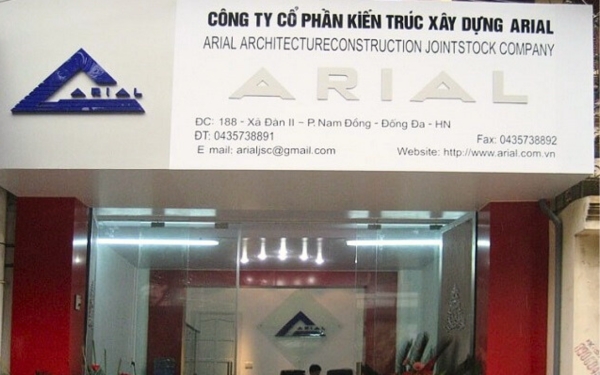 CÔNG TY CỔ PHẦN KIẾN TRÚC XÂY DỰNG ARIAL
ARIAL ARCHITECTURECONSTRUCTION JOINTSTOCK COMPANY
ARIAL
ARIAL
ĐC: 188 - Xã Đàn II - P. Nam Đồng - Đống Đa - HN
ĐT: 0435738891
Fax: 0435738892
E mail: arialjsc@gmail.com
Website: http://www.arial.com.vn
ARIAL